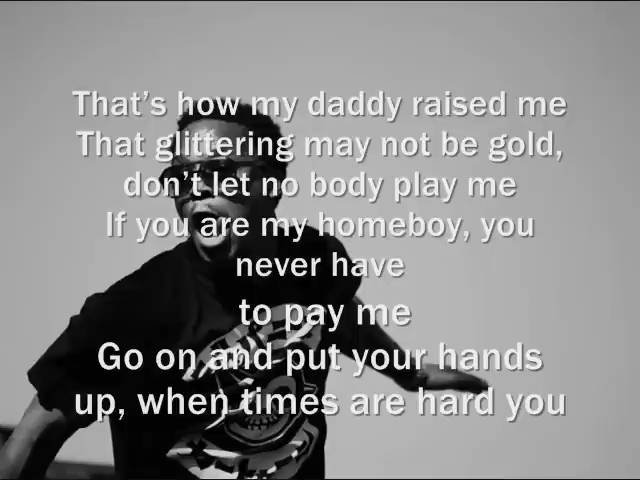 That's how my daddy raised me
That glittering may not be gold,
don't let no body play me
If you are my homeboy, you
never have
to pay me
Go on and put your hands
up, when times are hard you